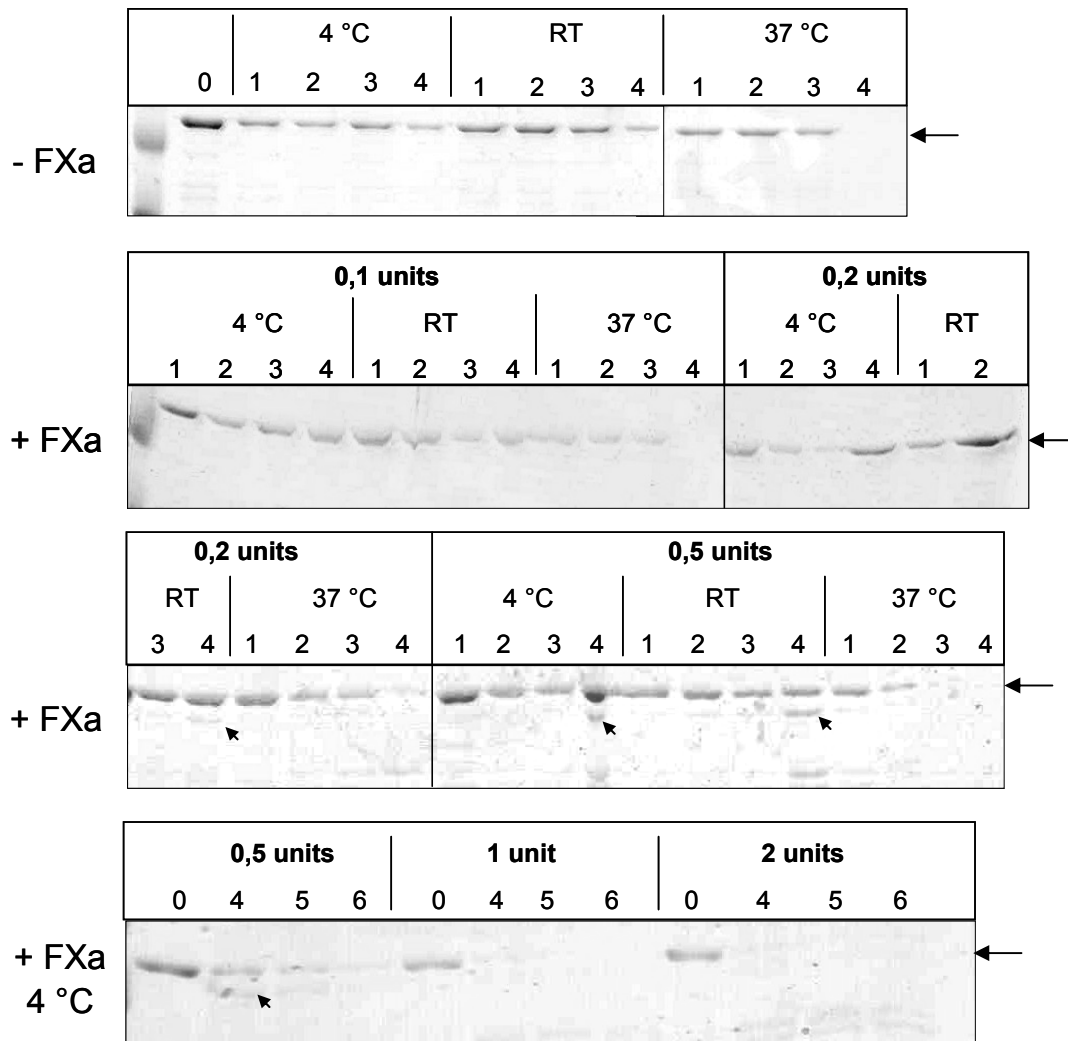 4 °C RT 37 °C
0 1 2 3 4 1 2 3 4 1 2 3 4
- FXa
0,1 units 0,2 units
4 °C RT 37 °C 4 °C RT
1 2 3 4 1 2 3 4 1 2 3 4 1 2 3 4 1 2
+ FXa
0,2 units 0,5 units
RT 37 °C 4 °C RT 37 °C
3 4 1 2 3 4 1 2 3 4 1 2 3 4 1 2 3 4
+ FXa
0,5 units 1 unit 2 units
0 4 5 6 0 4 5 6 0 4 5 6
+ FXa
4 °C